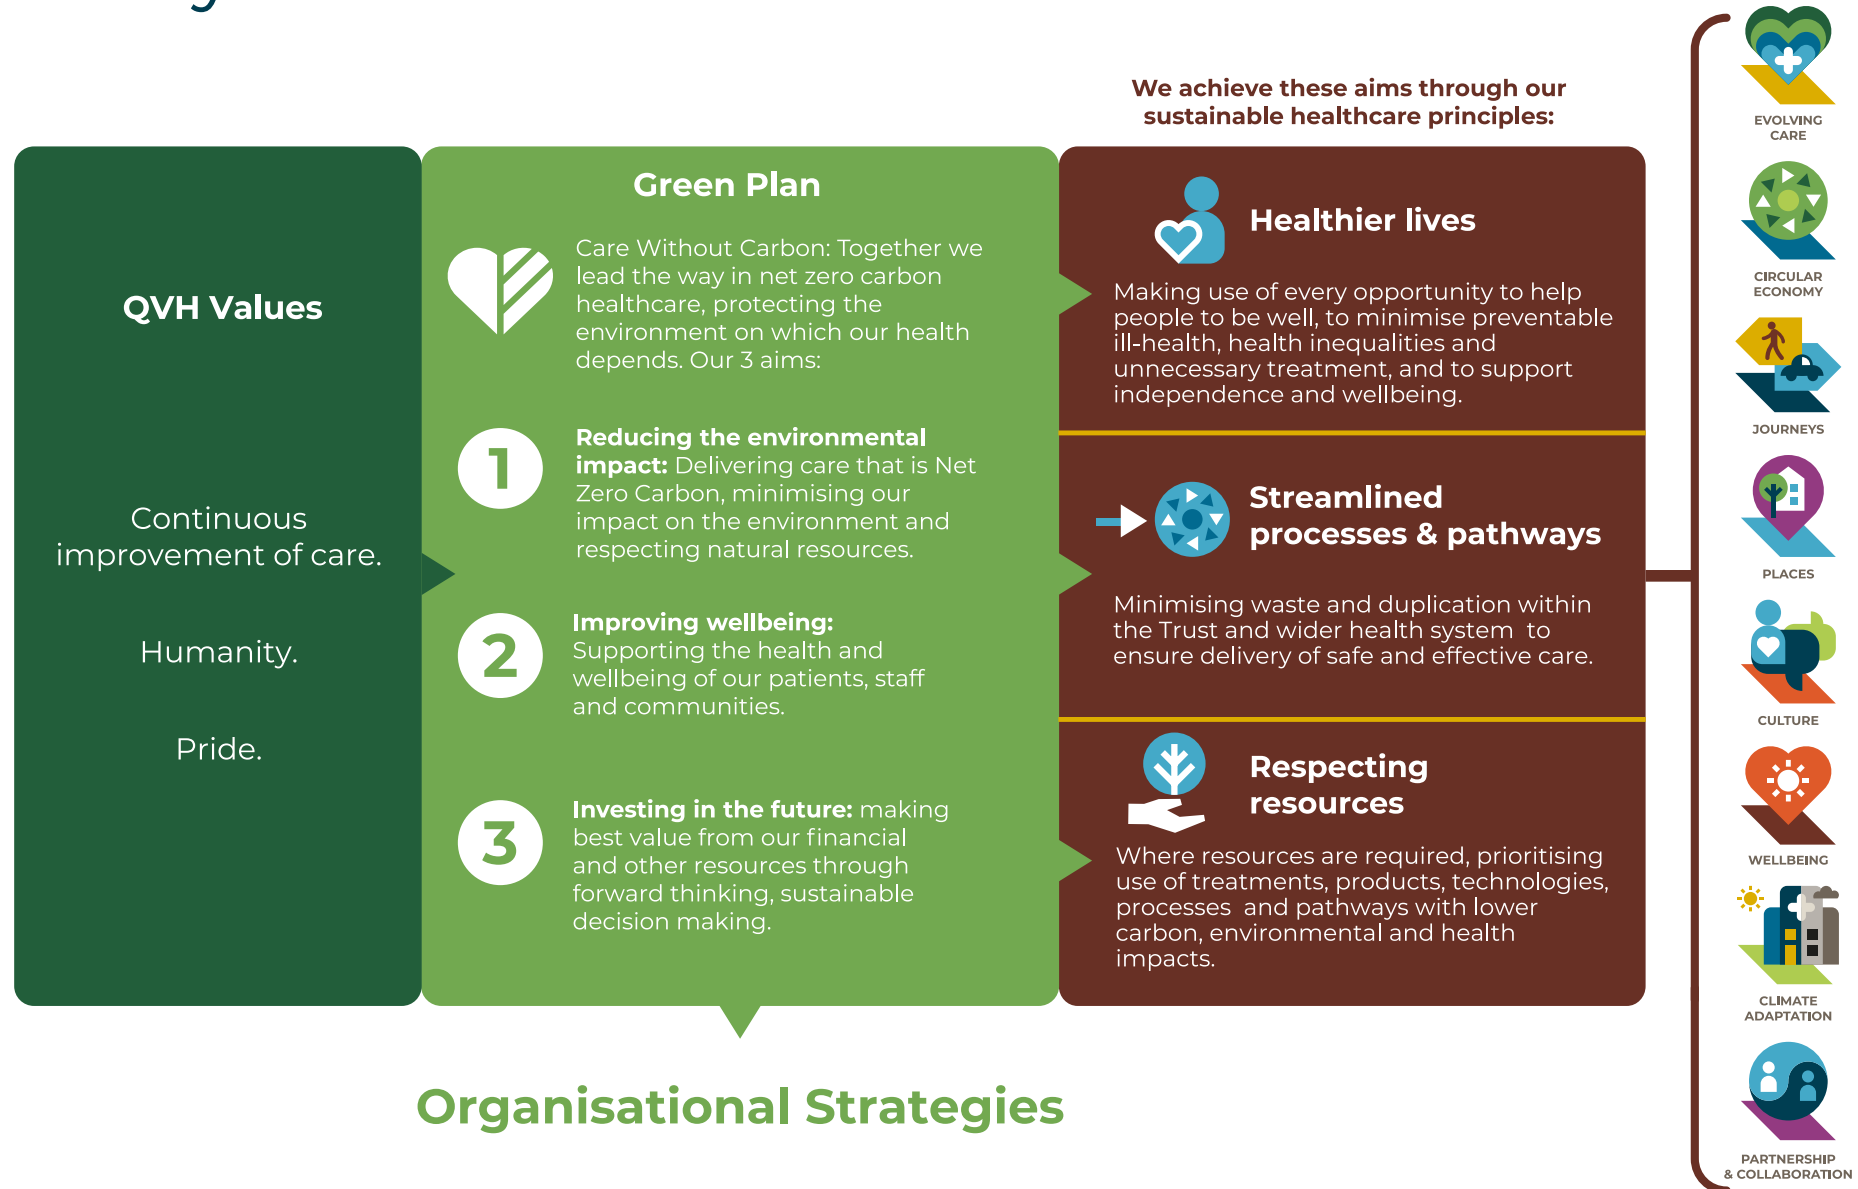 QVH Values
Continuous
improvement of care.
Humanity.
Pride.
Green Plan
Care Without Carbon: Together we
lead the way in net zero carbon
healthcare, protecting the
environment on which our health
depends. Our 3 aims:
1
Reducing the environmental
impact: Delivering care that is Net
Zero Carbon, minimising our
impact on the environment and
respecting natural resources.
2
Improving wellbeing:
Supporting the health and
wellbeing of our patients, staff
and communities.
3
Investing in the future: making
best value from our financial
and other resources through
forward thinking, sustainable
decision making.
Organisational Strategies
We achieve these aims through our
sustainable healthcare principles:
Healthier lives
Making use of every opportunity to help
people to be well, to minimise preventable
ill-health, health inequalities and
unnecessary treatment, and to support
independence and wellbeing.
Streamlined
processes & pathways
Minimising waste and duplication within
the Trust and wider health system to
ensure delivery of safe and effective care.
Respecting
resources
Where resources are required, prioritising
use of treatments, products, technologies,
processes and pathways with lower
carbon, environmental and health
impacts.
EVOLVING
CARE
CIRCULAR
ECONOMY
JOURNEYS
PLACES
CULTURE
WELLBEING
CLIMATE
ADAPTATION
PARTNERSHIP
& COLLABORATION